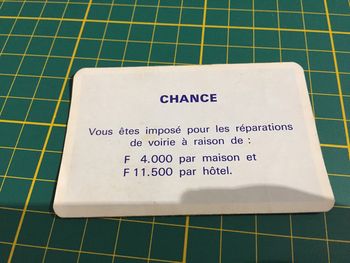 CHANCE
Vous êtes imposé pour les réparations
de voirie à raison de :
F 4.000 par maison et
F 11.500 par hôtel.